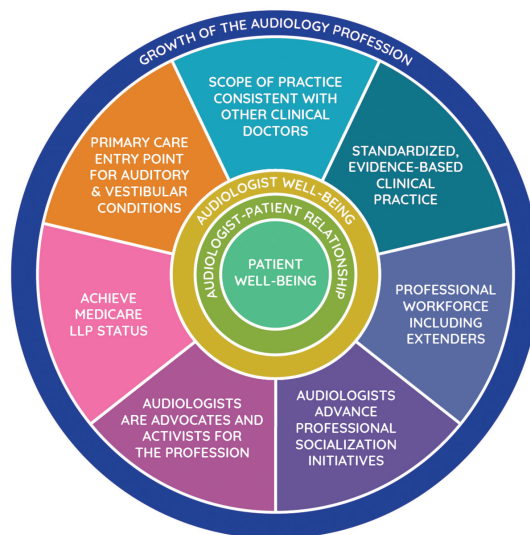 GROWTH OF THE AUDIOLOGY PROFESSION
SCOPE OF PRACTICE
CONSISTENT WITH
OTHER CLINICAL
DOCTORS
STANDARDIZED,
EVIDENCE-BASED
CLINICAL
PRACTICE
PROFESSIONAL
WORKFORCE
INCLUDING
EXTENDERS
AUDIOLOGISTS
ADVANCE
PROFESSIONAL
SOCIALIZATION
INITIATIVES
AUDIOLOGISTS
ARE ADVOCATES AND
ACTIVISTS FOR
THE PROFESSION
ACHIEVE
MEDICARE
LLP STATUS
PRIMARY CARE
ENTRY POINT
FOR AUDITORY
& VESTIBULAR
CONDITIONS
AUDIOLOGIST WELL-BEING
AUDIOLOGIST-PATIENT RELATIONSHIP
PATIENT
WELL-BEING